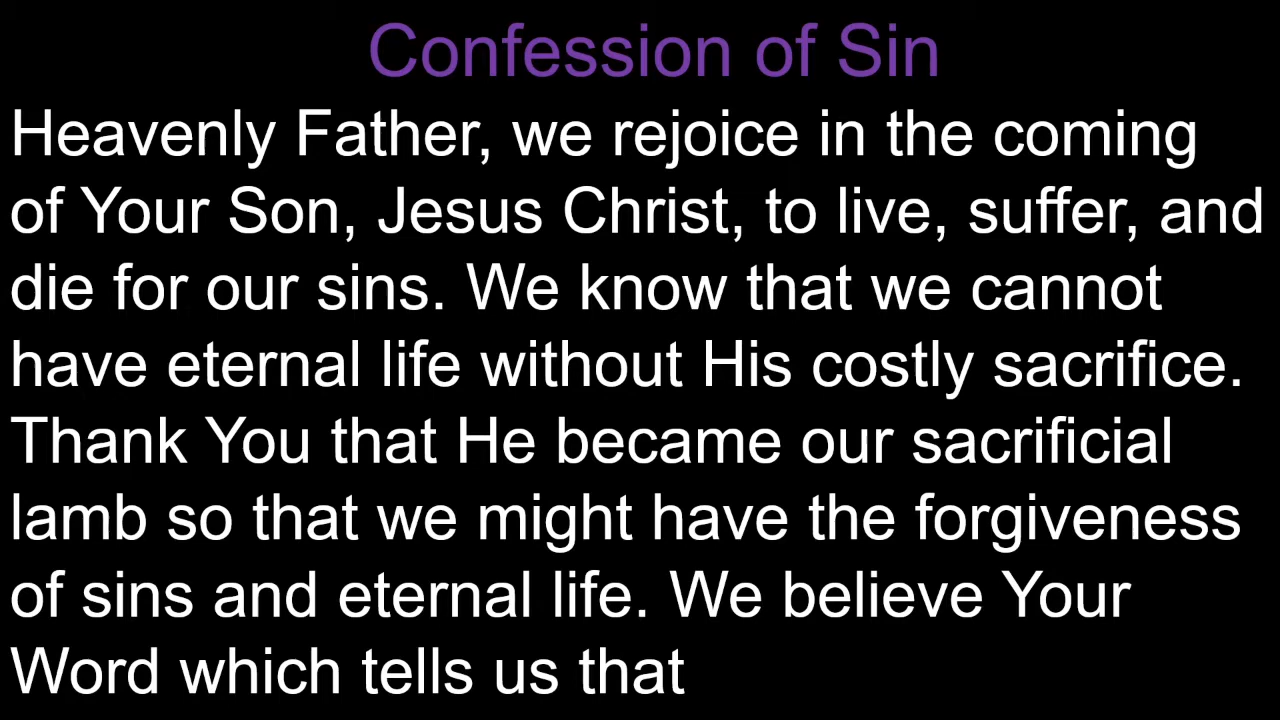 Confession of Sin
Heavenly Father, we rejoice in the coming
of Your Son, Jesus Christ, to live, suffer, and
die for our sins. We know that we cannot
have eternal life without His costly sacrifice.
Thank You that He became our sacrificial
lamb so that we might have the forgiveness
of sins and eternal life. We believe Your
Word which tells us that